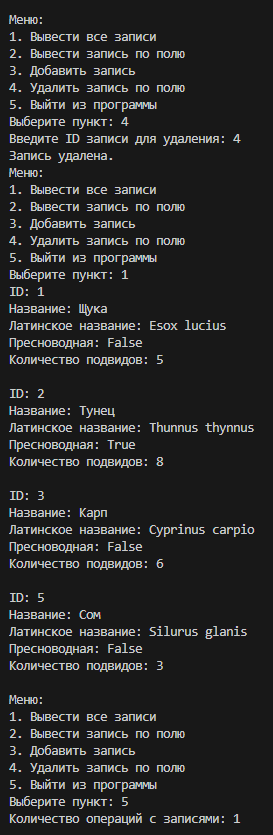 Меню:
1. Вывести все записи
2. Вывести запись по полю
3. Добавить запись
4. Удалить запись по полю
5. Выйти из программы
Выберите пункт: 4
Введите ID записи для удаления: 4
Запись удалена.
Меню:
1. Вывести все записи
2. Вывести запись по полю
3. Добавить запись
4. Удалить запись по полю
5. Выйти из программы
Выберите пункт: 1
ID: 1
Название: Щука
Латинское название: Esox lucius
Пресноводная: False
Количество подвидов: 5

ID: 2
Название: Тунец
Латинское название: Thunnus thynnus
Пресноводная: True
Количество подвидов: 8

ID: 3
Название: Карп
Латинское название: Cyprinus carpio
Пресноводная: False
Количество подвидов: 6

ID: 5
Название: Сом
Латинское название: Silurus glanis
Пресноводная: False
Количество подвидов: 3

Меню:
1. Вывести все записи
2. Вывести запись по полю
3. Добавить запись
4. Удалить запись по полю
5. Выйти из программы
Выберите пункт: 5
Количество операций с записями: 1